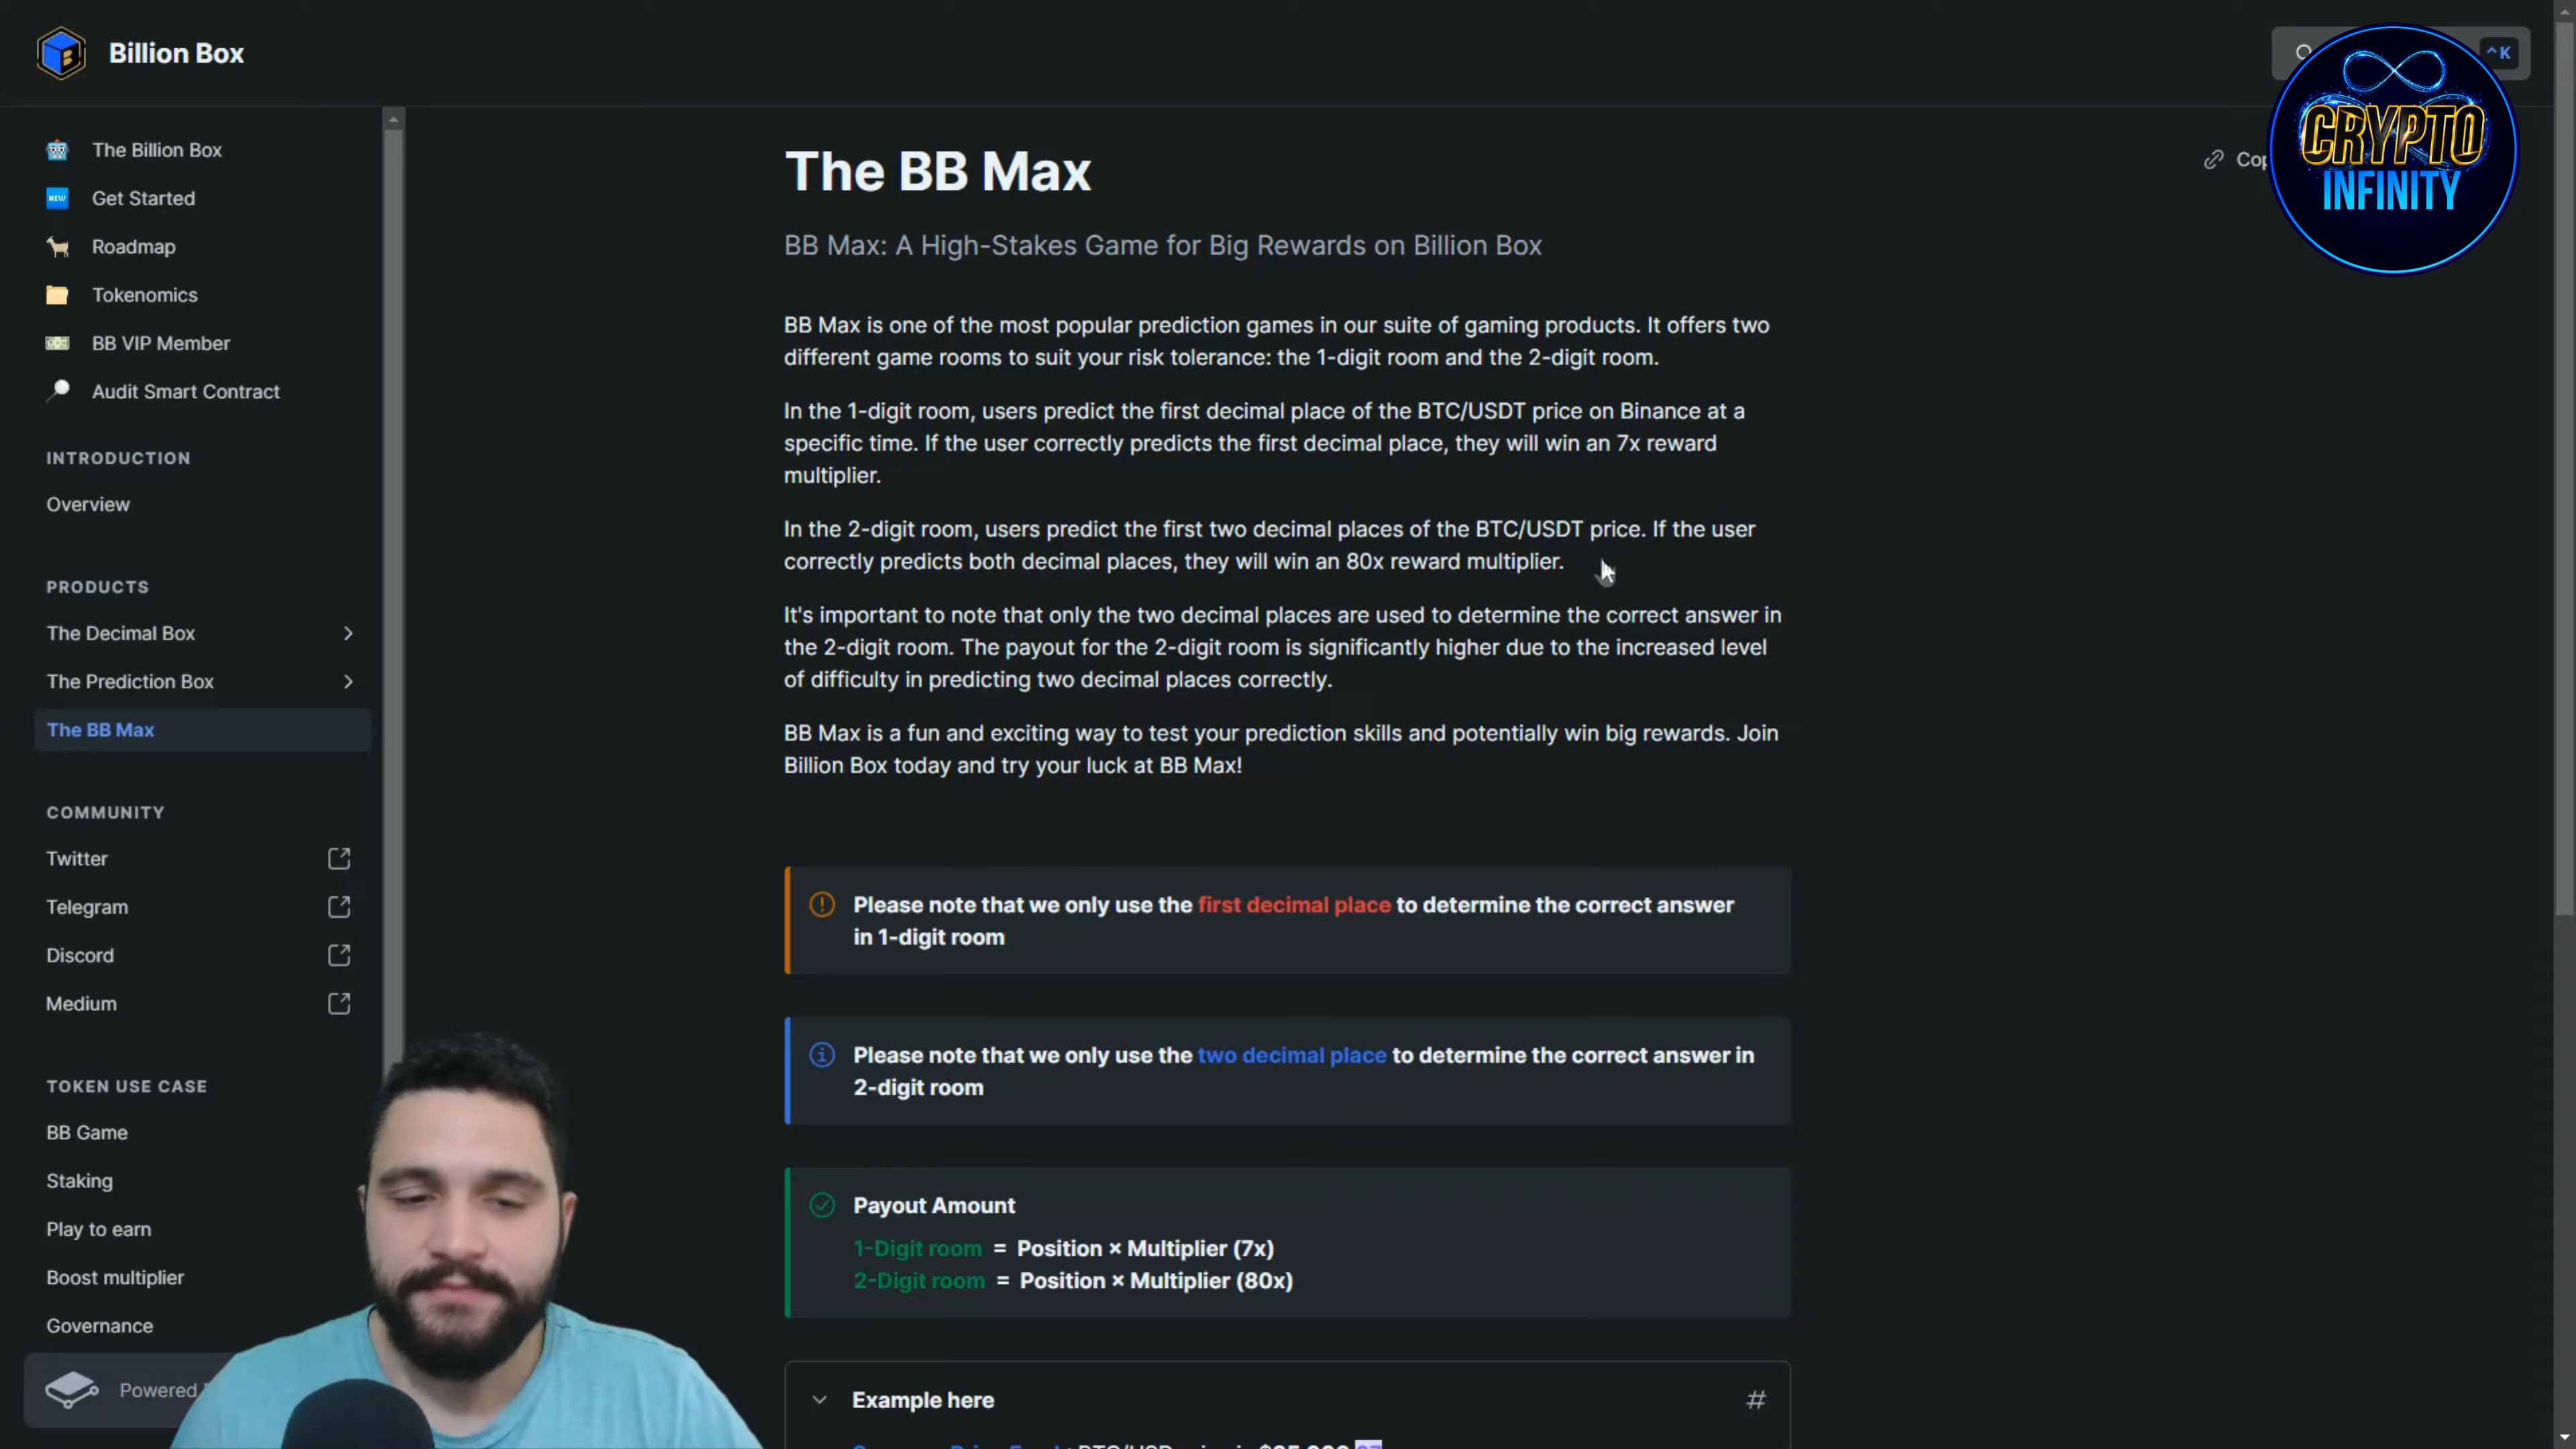 Billion Box
^K
CRYPTO
INFINITY
The Billion Box
Get Started
Roadmap
Tokenomics
BB VIP Member
Audit Smart Contract
INTRODUCTION
Overview
PRODUCTS
The Decimal Box
The Prediction Box
The BB Max
COMMUNITY
Twitter
Telegram
Discord
Medium
TOKEN USE CASE
BB Game
Staking
Play to earn
Boost multiplier
Governance
Powered
The BB Max
BB Max: A High-Stakes Game for Big Rewards on Billion Box
BB Max is one of the most popular prediction games in our suite of gaming products. It offers two
different game rooms to suit your risk tolerance: the 1-digit room and the 2-digit room.
In the 1-digit room, users predict the first decimal place of the BTC/USDT price on Binance at a
specific time. If the user correctly predicts the first decimal place, they will win an 7x reward
multiplier.
In the 2-digit room, users predict the first two decimal places of the BTC/USDT price. If the user
correctly predicts both decimal places, they will win an 80x reward multiplier.
It's important to note that only the two decimal places are used to determine the correct answer in
the 2-digit room. The payout for the 2-digit room is significantly higher due to the increased level
of difficulty in predicting two decimal places correctly.
BB Max is a fun and exciting way to test your prediction skills and potentially win big rewards. Join
Billion Box today and try your luck at BB Max!
Please note that we only use the first decimal place to determine the correct answer
in 1-digit room
Please note that we only use the two decimal place to determine the correct answer in
2-digit room
Payout Amount
1-Digit room = Position × Multiplier (7x)
2-Digit room = Position × Multiplier (80x)
Example here #